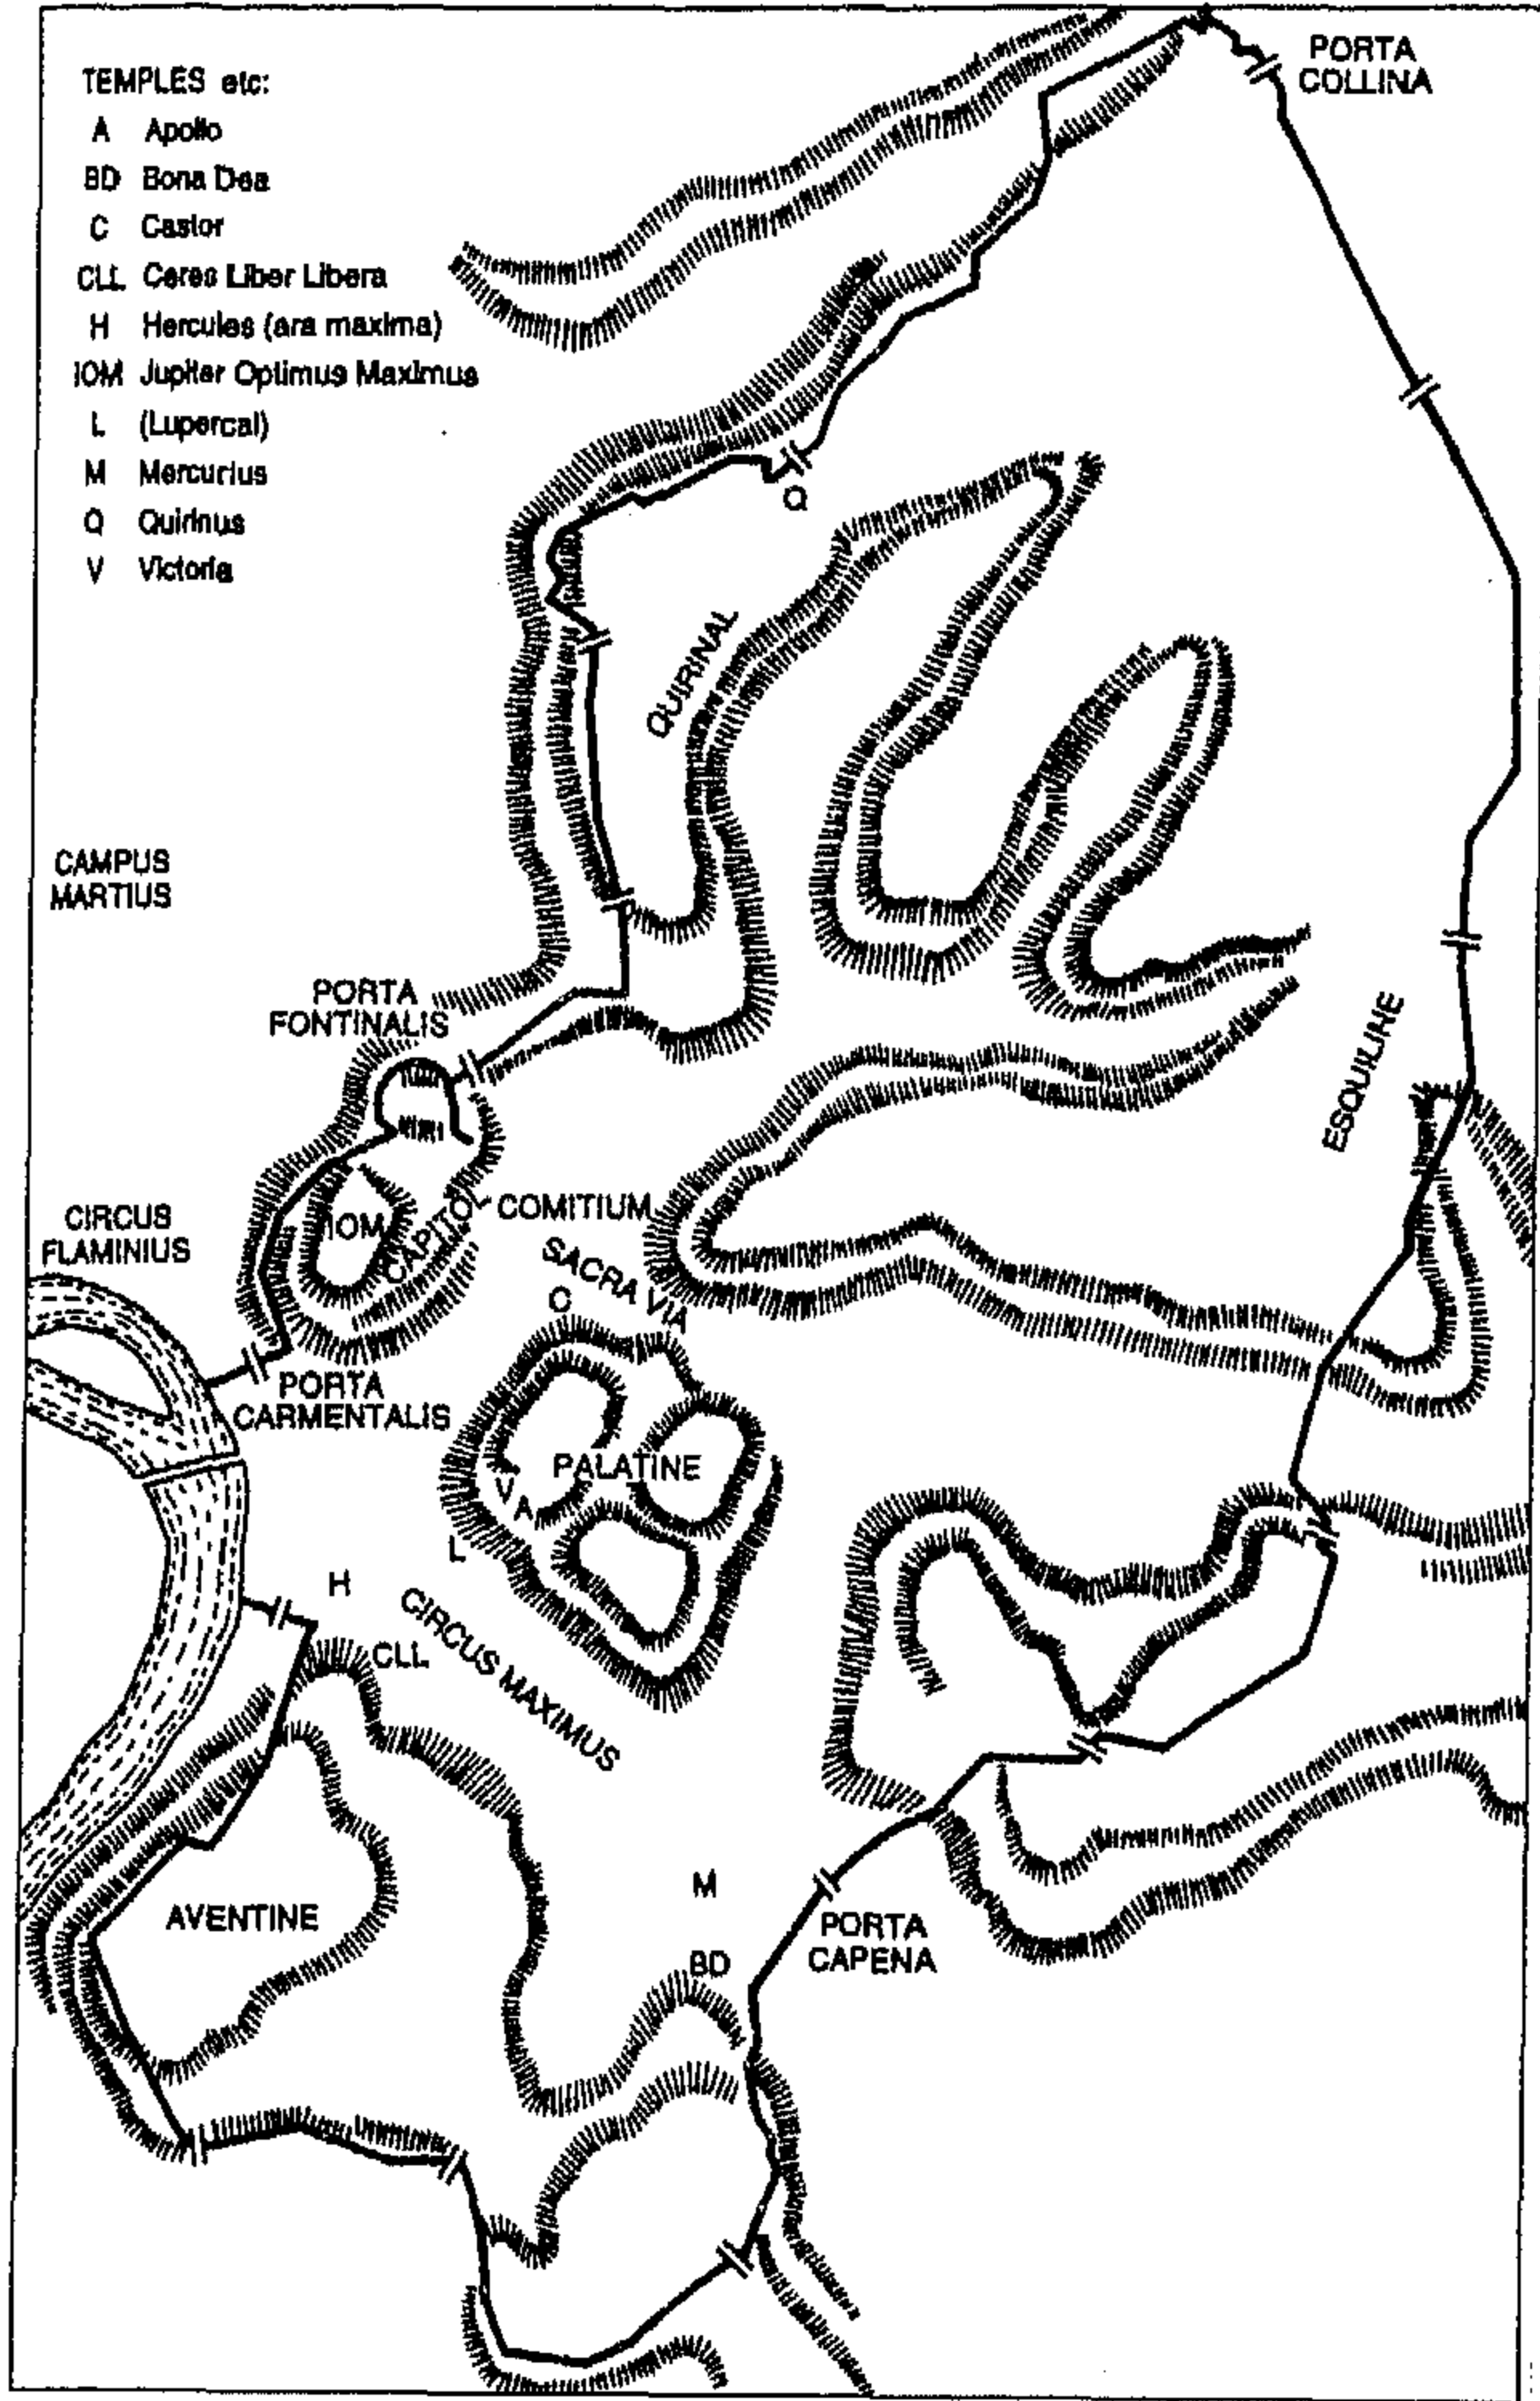 TEMPLES etc:
A Apollo
BD Bona Dea
C Castor
CLL Ceres Liber Libera
H Hercules (ara maxima)
IOM Jupiter Optimus Maximus
L (Lupercal)
M Mercurius
Q Quirinus
V Victoria
PORTA
COLLINA
Q
QUIRINAL
CAMPUS
MARTIUS
PORTA
FONTINALIS
ESQUILINE
CIRCUS
FLAMINIUS
IOM
CAPITOL
COMITIUM
SACRA VIA
C
PORTA
CARMENTALIS
PALATINE
V A
L
H
CIRCUS MAXIMUS
CLL
M
AVENTINE
PORTA
CAPENA
BD